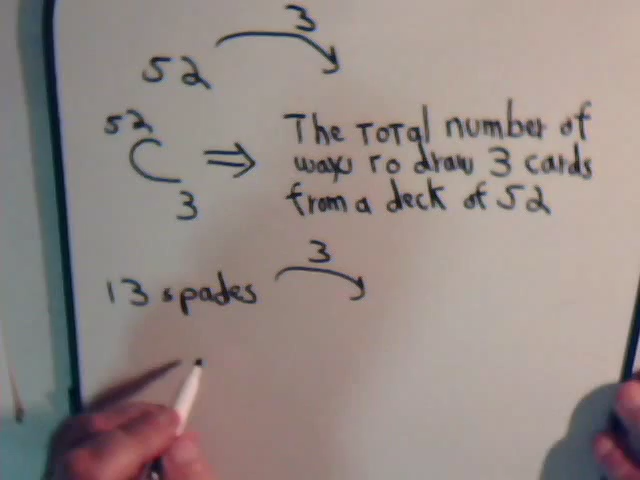 3
52
52
C
3
⇒
The Total number of
ways to draw 3 cards
from a deck of 52
3
13 spades